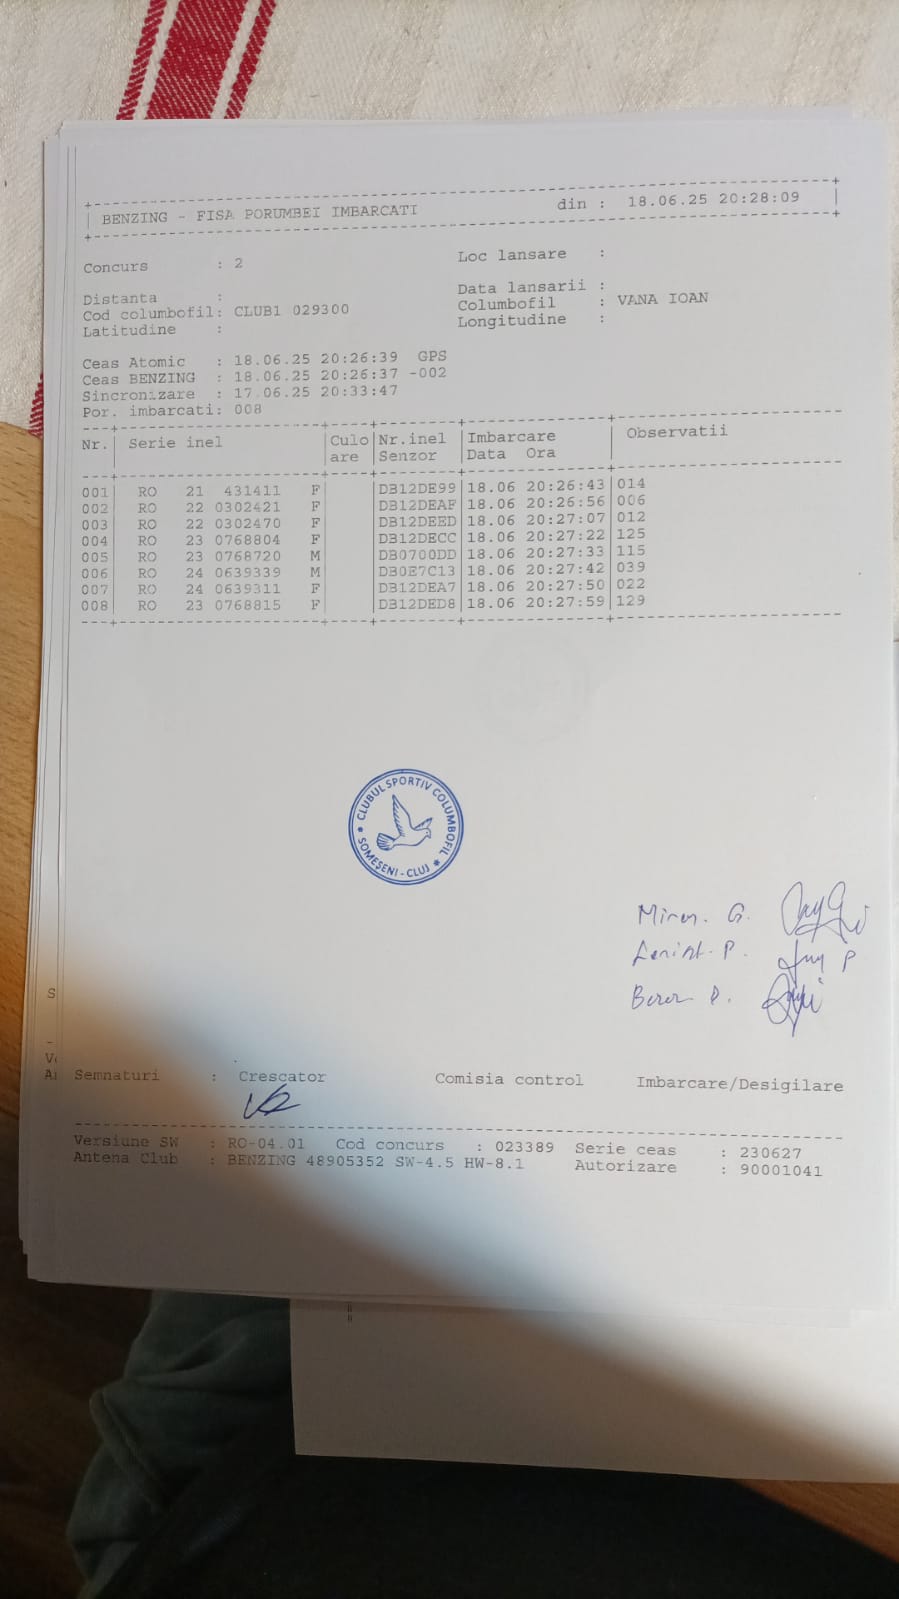 BENZING - FISA PORUMBEI IMBARCATI din : 18.06.25 20:28:09
Concurs : 2 Loc lansare :
Distanta : Data lansarii :
Cod columbofil: CLUB1 029300 Columbofil : VANA IOAN
Latitudine : Longitudine :
Ceas Atomic : 18.06.25 20:26:39 GPS
Ceas BENZING : 18.06.25 20:26:37 -002
Sincronizare : 17.06.25 20:33:47
Por. imbarcati: 008
Nr. Serie inel Culo Nr.inel Imbarcare Observatii
are Senzor Data Ora
001 RO 21 431411 F DB12DE99 18.06 20:26:43 014
002 RO 22 0302421 F DB12DEAF 18.06 20:26:56 006
003 RO 22 0302470 F DB12DEED 18.06 20:27:07 012
004 RO 23 0768804 F DB12DECC 18.06 20:27:22 125
005 RO 23 0768720 M DB0700DD 18.06 20:27:33 115
006 RO 24 0639339 M DB0E7C13 18.06 20:27:42 039
007 RO 24 0639311 F DB12DEA7 18.06 20:27:50 022
008 RO 23 0768815 F DB12DED8 18.06 20:27:59 129
CLUBUL SPORTIV COLUMBOFIL
SOMEȘENI - CLUJ
G.
P.
Semnaturi : Crescator Comisia control Imbarcare/Desigilare
Versiune SW : RO-04.01 Cod concurs : 023389 Serie ceas : 230627
Antena Club : BENZING 48905352 SW-4.5 HW-8.1 Autorizare : 90001041